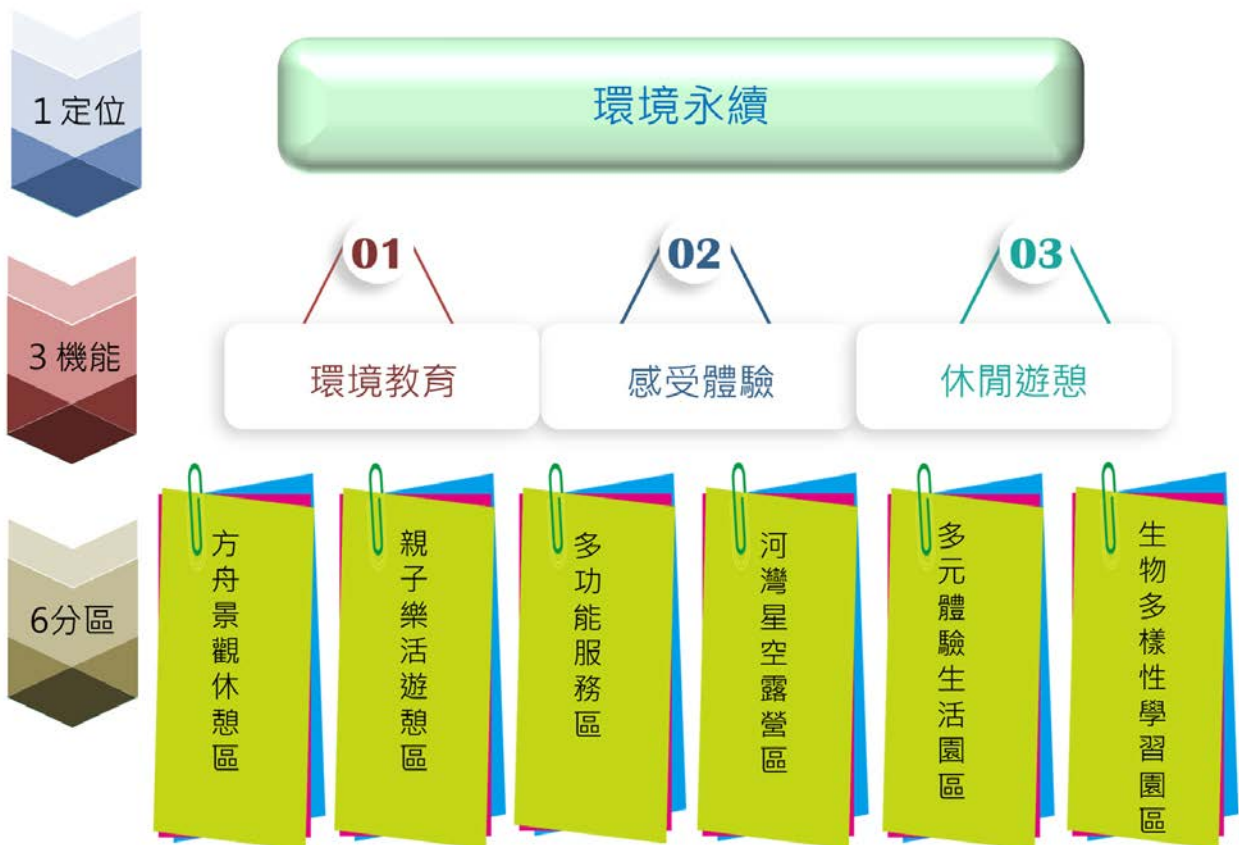 1定位
環境永續
01
02
03
3機能
環境教育
感受體驗
休閒遊憩
6分區
方舟景觀休憩區
親子樂活遊憩區
多功能服務區
河灣星空露營區
多元體驗生活園區
生物多樣性學習園區